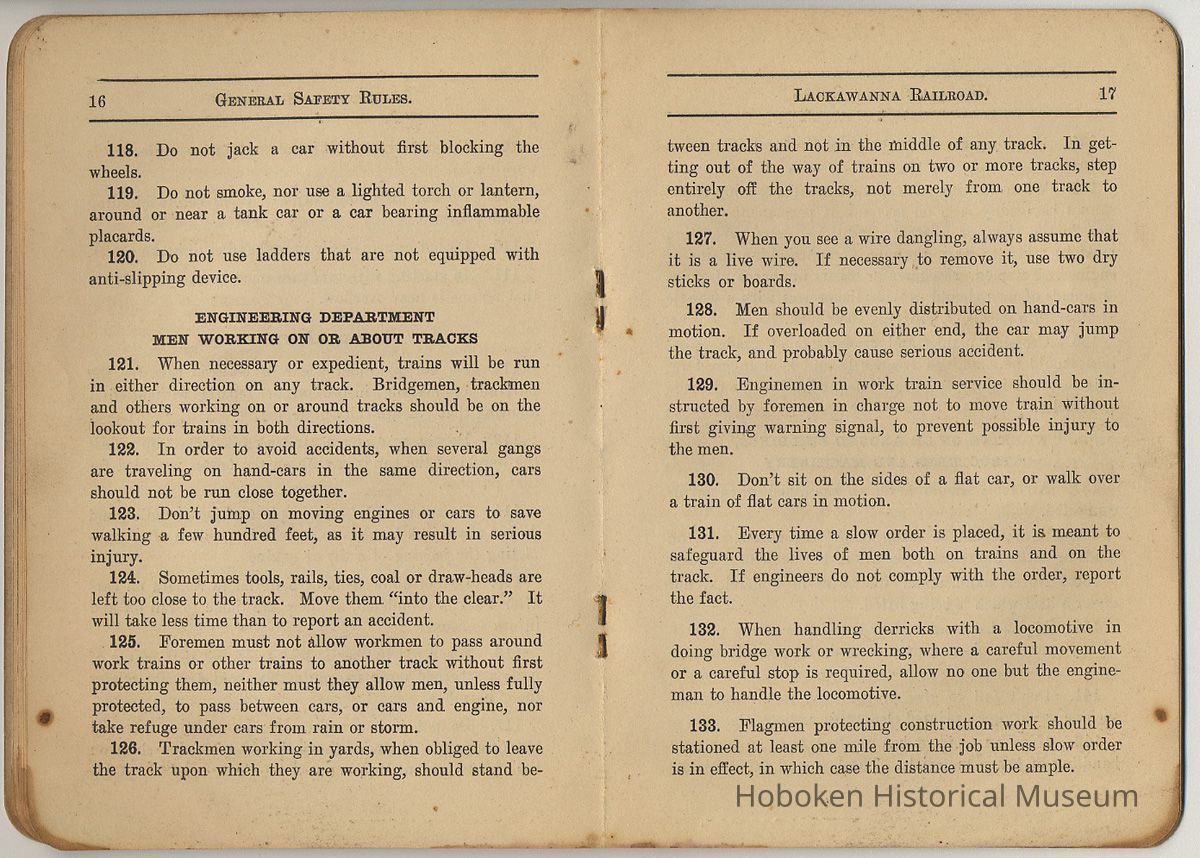 16 GENERAL SAFETY RULES.
118. Do not jack a car without first blocking the
wheels.
119. Do not smoke, nor use a lighted torch or lantern,
around or near a tank car or a car bearing inflammable
placards.
120. Do not use ladders that are not equipped with
anti-slipping device.
ENGINEERING DEPARTMENT
MEN WORKING ON OR ABOUT TRACKS
121. When necessary or expedient, trains will be run
in either direction on any track. Bridgemen, trackmen
and others working on or around tracks should be on the
lookout for trains in both directions.
122. In order to avoid accidents, when several gangs
are traveling on hand-cars in the same direction, cars
should not be run close together.
123. Don't jump on moving engines or cars to save
walking a few hundred feet, as it may result in serious
injury.
124. Sometimes tools, rails, ties, coal or draw-heads are
left too close to the track. Move them "into the clear." It
will take less time than to report an accident.
125. Foremen must not allow workmen to pass around
work trains or other trains to another track without first
protecting them, neither must they allow men, unless fully
protected, to pass between cars, or cars and engine, nor
take refuge under cars from rain or storm.
126. Trackmen working in yards, when obliged to leave
the track upon which they are working, should stand be-
LACKAWANNA RAILROAD. 17
tween tracks and not in the middle of any track. In get-
ting out of the way of trains on two or more tracks, step
entirely off the tracks, not merely from one track to
another.
127. When you see a wire dangling, always assume that
it is a live wire. If necessary to remove it, use two dry
sticks or boards.
128. Men should be evenly distributed on hand-cars in
motion. If overloaded on either end, the car may jump
the track, and probably cause serious accident.
129. Enginemen in work train service should be in-
structed by foremen in charge not to move train without
first giving warning signal, to prevent possible injury to
the men.
130. Don't sit on the sides of a flat car, or walk over
a train of flat cars in motion.
131. Every time a slow order is placed, it is meant to
safeguard the lives of men both on trains and on the
track. If engineers do not comply with the order, report
the fact.
132. When handling derricks with a locomotive in
doing bridge work or wrecking, where a careful movement
or a careful stop is required, allow no one but the engine-
man to handle the locomotive.
133. Flagmen protecting construction work should be
stationed at least one mile from the job unless slow order
is in effect, in which case the distance must be ample.
Hoboken Historical Museum